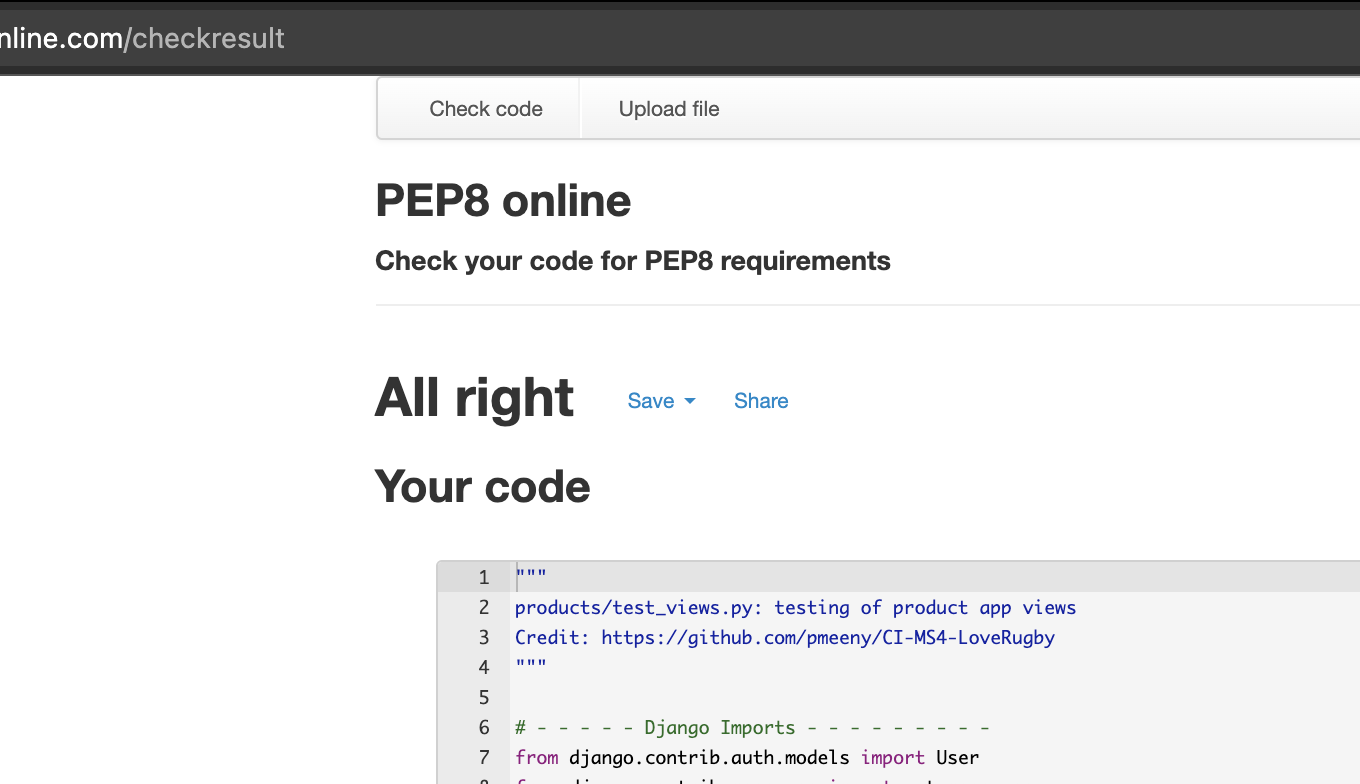 nline.com/checkresult
Check code Upload file
PEP8 online
Check your code for PEP8 requirements
All right Save Share
Your code
1 """
2 products/test_views.py: testing of product app views
3 Credit: https://github.com/pmeeny/CI-MS4-LoveRugby
4 """
5
6 # - - - - - Django Imports - - - - - - - - -
7 from django.contrib.auth.models import User